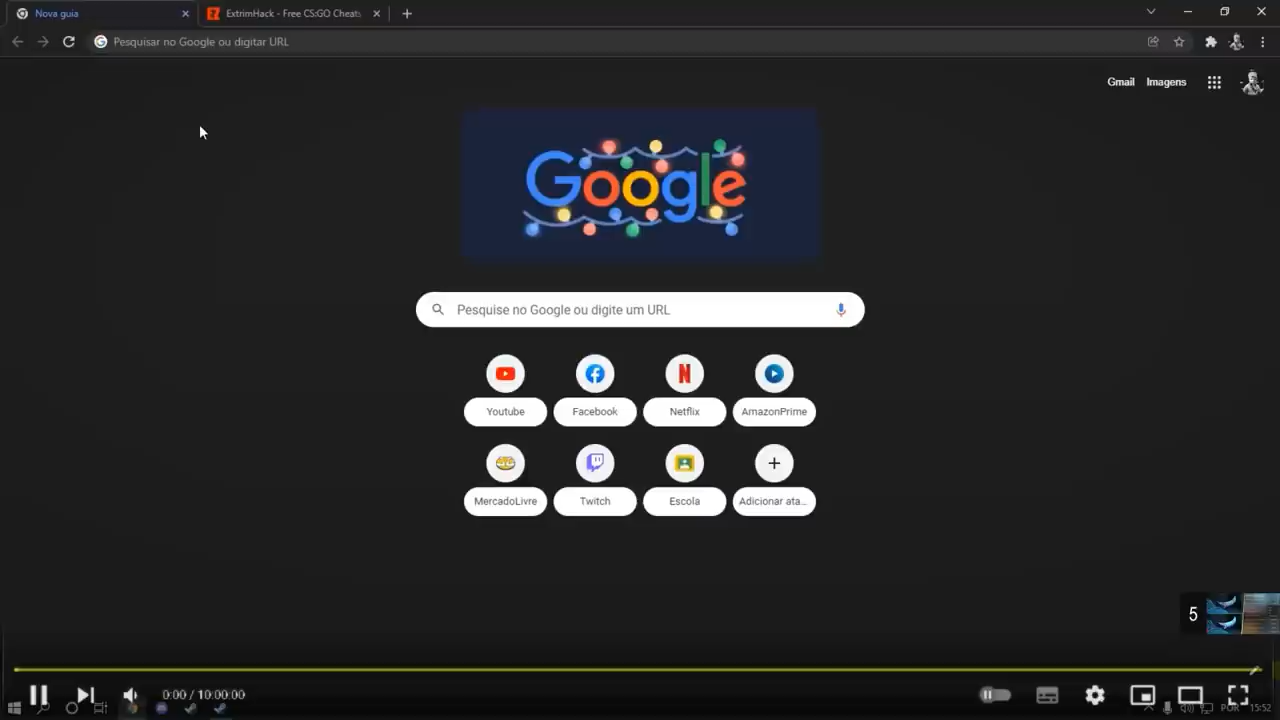 Nova guia
ExtrimHack - Free CS:GO Cheats
Pesquisar no Google ou digitar URL
Gmail Imagens
Google
Pesquise no Google ou digite um URL
Youtube Facebook Netflix AmazonPrime
MercadoLivre Twitch Escola Adicionar ata...
5
0:00 / 10:00:00
POR 15:52